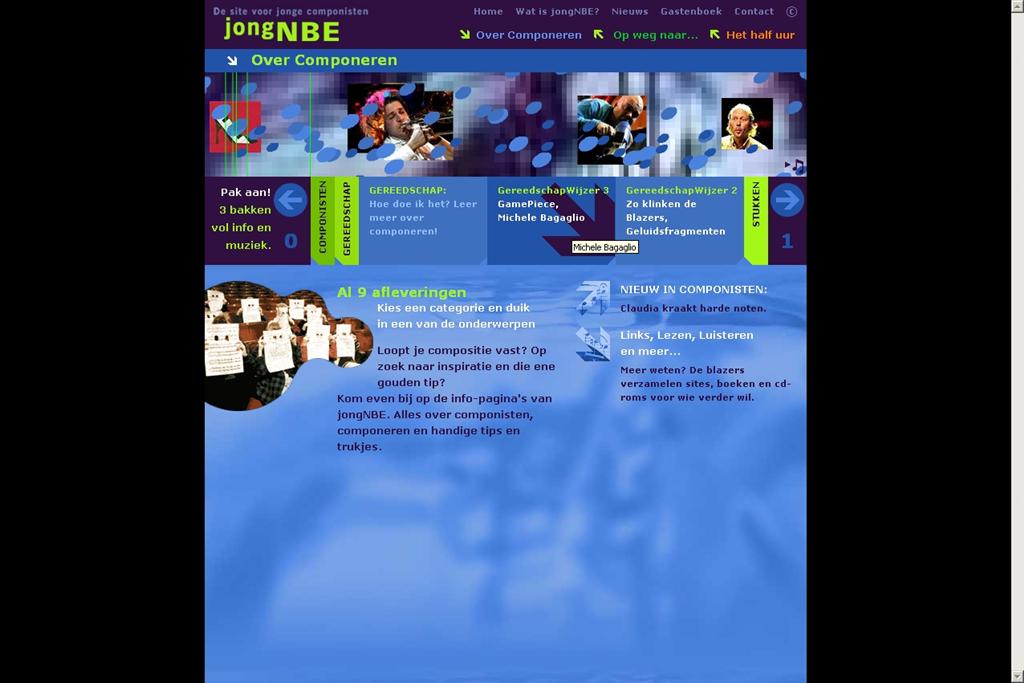 De site voor jonge componisten
jongNBE
Home Wat is jongNBE? Nieuws Gastenboek Contact ©
Over Componeren Op weg naar... Het half uur
Over Componeren
Pak aan!
3 bakken
vol info en
muziek.
0
COMPONISTEN
GEREEDSCHAP
GEREEDSCHAP:
Hoe doe ik het? Leer
meer over
componeren!
GereedschapWijzer 3
GamePiece,
Michele Bagaglio
Michele Bagaglio
GereedschapWijzer 2
Zo klinken de
Blazers,
Geluidsfragmenten
STUKKEN
1
Al 9 afleveringen
Kies een categorie en duik
in een van de onderwerpen
Loopt je compositie vast? Op
zoek naar inspiratie en die ene
gouden tip?
Kom even bij op de info-pagina's van
jongNBE. Alles over componisten,
componeren en handige tips en
trukjes.
NIEUW IN COMPONISTEN:
Claudia kraakt harde noten.
Links, Lezen, Luisteren
en meer...
Meer weten? De blazers
verzamelen sites, boeken en cd-
roms voor wie verder wil.